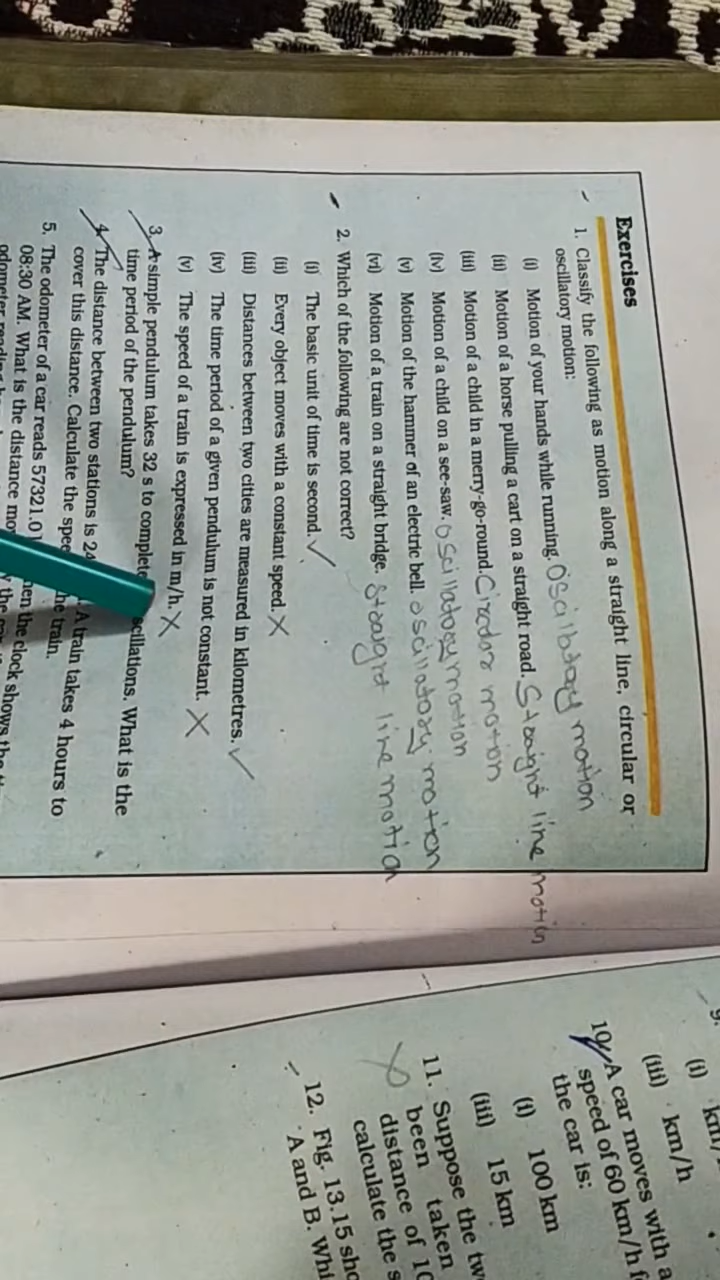 Exercises
1. Classify the following as motion along a straight line, circular or
oscillatory motion:
(i) Motion of your hands while running. Oscillatory motion
(ii) Motion of a horse pulling a cart on a straight road. Straight line motion
(iii) Motion of a child in a merry-go-round. Circular motion
(iv) Motion of a child on a see-saw. Oscillatory motion
(v) Motion of the hammer of an electric bell. oscillatory motion
(vi) Motion of a train on a straight bridge. Straight line motion
2. Which of the following are not correct?
(i) The basic unit of time is second. ✓
(ii) Every object moves with a constant speed. X
(iii) Distances between two cities are measured in kilometres. ✓
(iv) The time period of a given pendulum is not constant. X
(v) The speed of a train is expressed in m/h. X
3. A simple pendulum takes 32 s to complete scillations. What is the
time period of the pendulum?
4. The distance between two stations is 24 A train takes 4 hours to
cover this distance. Calculate the spee he train.
5. The odometer of a car reads 57321.0 en the clock shows the
08:30 AM. What is the distance mo y the car
odometer reading
9.
(i) km/
(iii) km/h
10. A car moves with a
speed of 60 km/h f
the car is:
(i) 100 km
(iii) 15 km
11. Suppose the tw
been taken
distance of 10
calculate the s
12. Fig. 13.15 sho
A and B. Whi